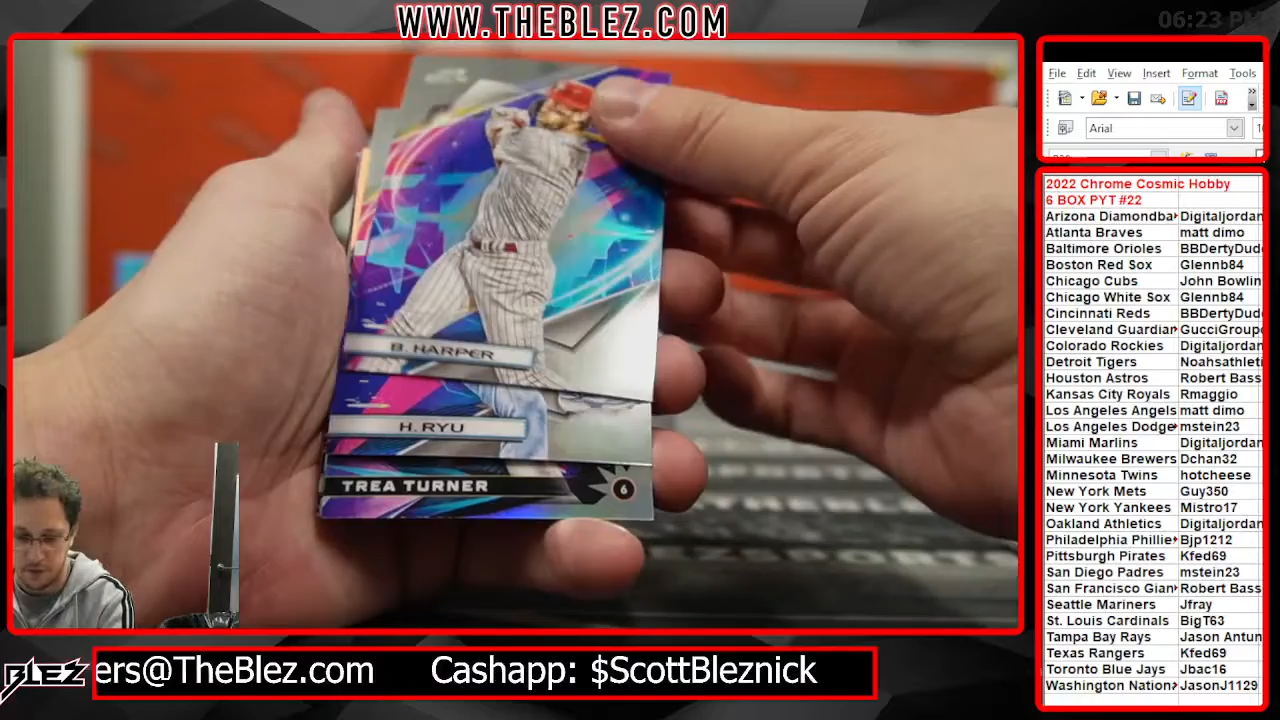 WWW.THEBLEZ.COM
06:23 PM
File Edit View Insert Format Tools
Arial
B. HARPER
H. RYU
TREA TURNER
6
2022 Chrome Cosmic Hobby
6 BOX PYT #22
Arizona Diamondba Digitaljordan
Atlanta Braves matt dimo
Baltimore Orioles BBDertyDud
Boston Red Sox Glennb84
Chicago Cubs John Bowlin
Chicago White Sox Glennb84
Cincinnati Reds BBDertyDud
Cleveland Guardian GucciGroup
Colorado Rockies Digitaljordan
Detroit Tigers Noahsathleti
Houston Astros Robert Bass
Kansas City Royals Rmaggio
Los Angeles Angels matt dimo
Los Angeles Dodge mstein23
Miami Marlins Digitaljordan
Milwaukee Brewers Dchan32
Minnesota Twins hotcheese
New York Mets Guy350
New York Yankees Mistro17
Oakland Athletics Digitaljordan
Philadelphia Phillie Bjp1212
Pittsburgh Pirates Kfed69
San Diego Padres mstein23
San Francisco Gian Robert Bass
Seattle Mariners Jfray
St. Louis Cardinals BigT63
Tampa Bay Rays Jason Antun
Texas Rangers Kfed69
Toronto Blue Jays Jbac16
Washington Nation JasonJ1129
BLEZ
ers@TheBlez.com Cashapp: $ScottBleznick